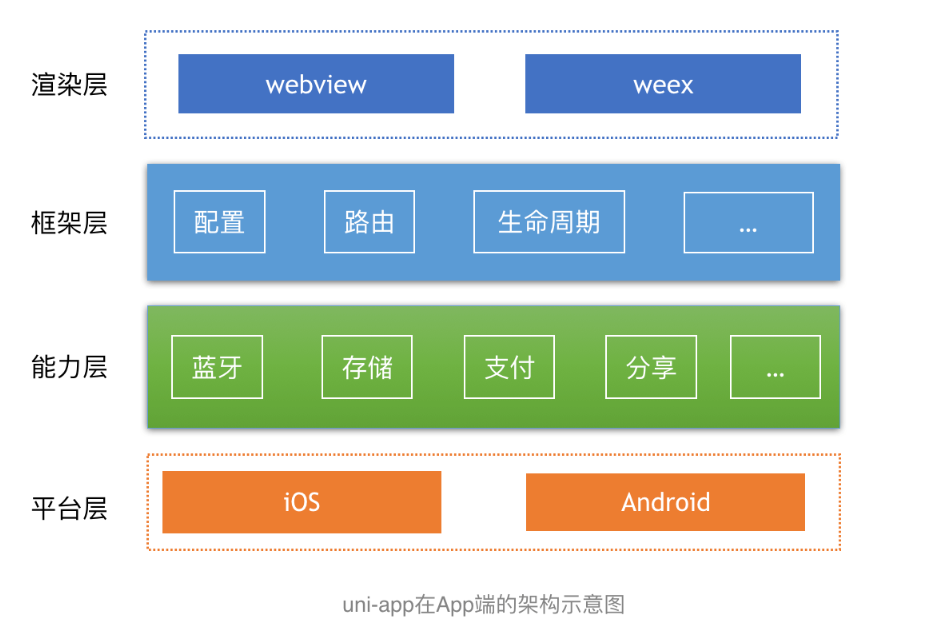 渲染层 webview weex
框架层 配置 路由 生命周期 ...
能力层 蓝牙 存储 支付 分享 ...
平台层 iOS Android
uni-app在App端的架构示意图